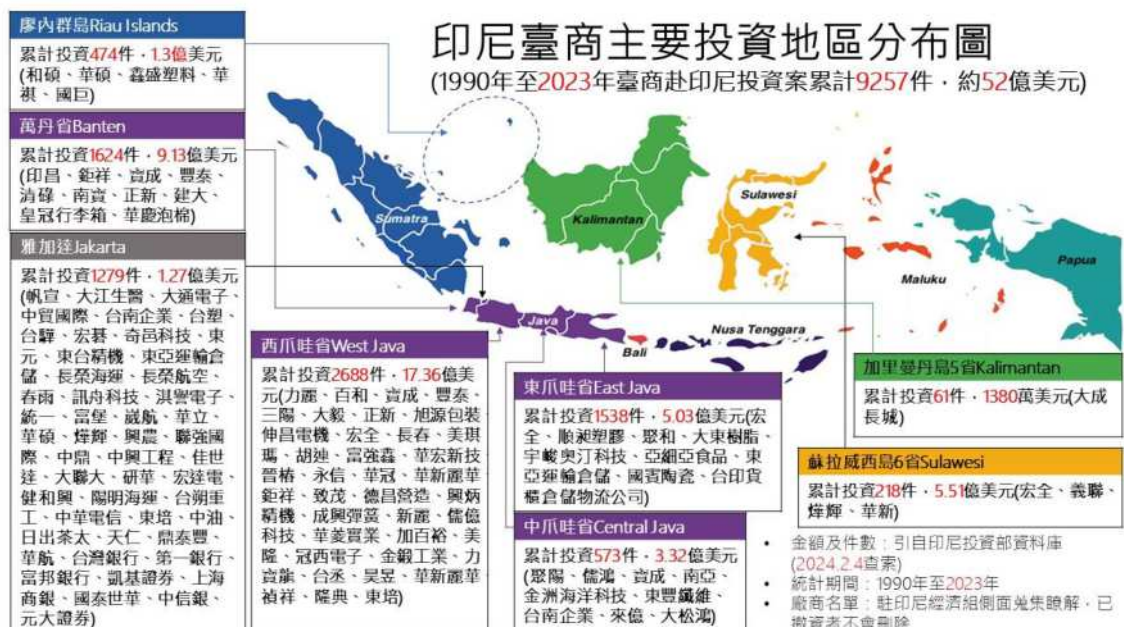 印尼臺商主要投資地區分布圖
(1990年至2023年臺商赴印尼投資案累計9257件，約52億美元)
廖內群島Riau Islands
累計投資474件，1.3億美元
(和碩、華碩、鑫盛塑料、華
祺、國巨)
萬丹省Banten
累計投資1624件，9.13億美元
(印昌、鉅祥、寶成、豐泰、
清祿、南寶、正新、建大、
皇冠行李箱、華慶泡棉)
雅加達Jakarta
累計投資1279件，1.27億美元
(帆宣、大江生醫、大通電子、
中貿國際、台南企業、台塑、
台驊、宏碁、奇邑科技、東
元、東台精機、東亞運輸倉
儲、長榮海運、長榮航空、
春雨、訊舟科技、淇譽電子、
統一、富堡、崴航、華立、
華碩、燁輝、興農、聯強國
際、中鼎、中興工程、佳世
達、大聯大、研華、宏達電、
健和興、陽明海運、台朔重
工、中華電信、東培、中油、
日出茶太、天仁、鼎泰豐、
華航、台灣銀行、第一銀行、
富邦銀行、凱基證券、上海
商銀、國泰世華、中信銀、
元大證券)
西爪哇省West Java
累計投資2688件，17.36億美
元(力麗、百和、寶成、豐泰、
三陽、大毅、正新、旭源包裝
伸昌電機、宏全、長春、美琪
瑪、胡連、富強鑫、華宏新技
晉椿、永信、華冠、華新麗華
鉅祥、致茂、德昌營造、興炳
精機、成興彈簧、新麗、儒億
科技、華菱實業、加百裕、美
隆、冠西電子、金鍛工業、力
寶龍、台丞、昊昱、華新麗華
禎祥、隆典、東培)
東爪哇省East Java
累計投資1538件，5.03億美元(宏
全、順昶塑膠、聚和、大東樹脂、
宇峻奧汀科技、亞細亞食品、東
亞運輸倉儲、國賓陶瓷、台印貨
櫃倉儲物流公司)
中爪哇省Central Java
累計投資573件，3.32億美元
(聚陽、儒鴻、寶成、南亞、
金洲海洋科技、東豐纖維、
台南企業、來億、大松鴻)
加里曼丹島5省Kalimantan
累計投資61件，1380萬美元(大成
長城)
蘇拉威西島6省Sulawesi
累計投資218件，5.51億美元(宏全、義聯、
燁輝、華新)
• 金額及件數：引自印尼投資部資料庫
(2024.2.4查索)
• 統計期間：1990年至2023年
• 廠商名單：駐印尼經濟組側面蒐集瞭解，已
撤資者不會刪除
Sumatra
Kalimantan
Sulawesi
Maluku
Papua
Java
Bali
Nusa Tenggara